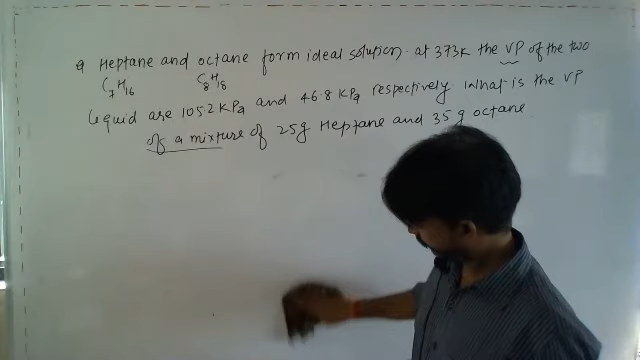 Q Heptane and octane form ideal solution. at 373K the VP of the two
C7H16 C8H18
liquid are 105.2 KPa and 46.8 KPa respectively What is the VP
of a mixture of 25g Heptane and 35g octane